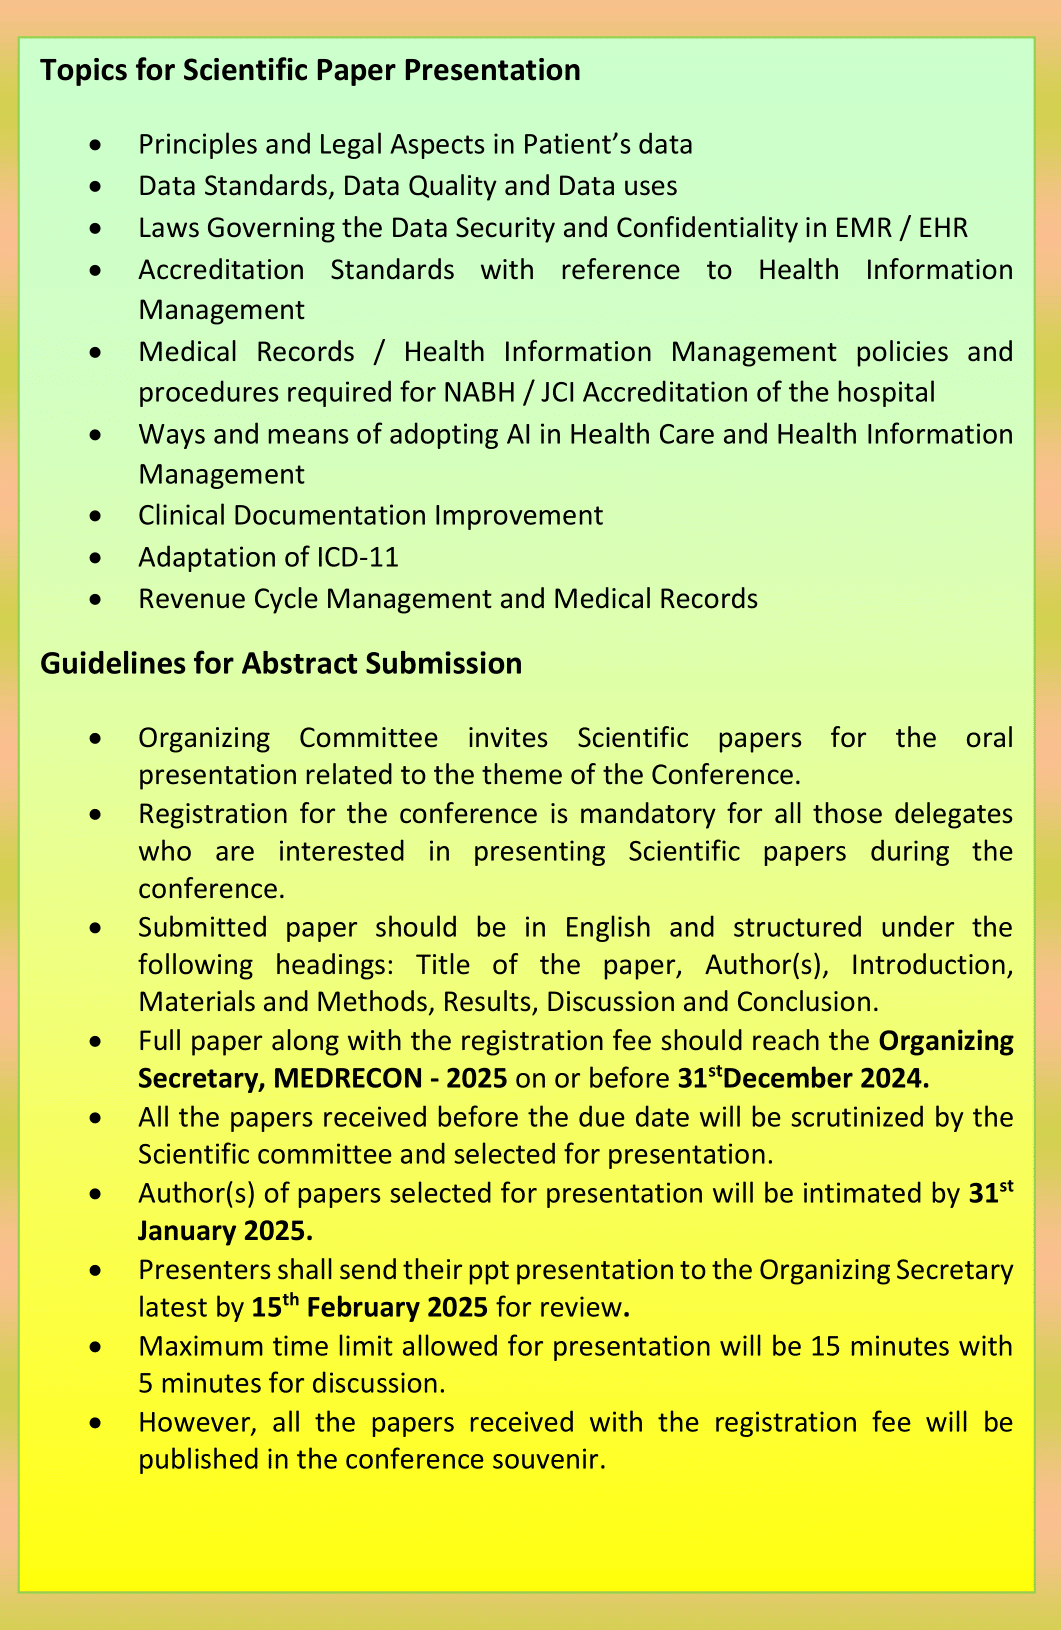 Topics for Scientific Paper Presentation
• Principles and Legal Aspects in Patient’s data
• Data Standards, Data Quality and Data uses
• Laws Governing the Data Security and Confidentiality in EMR / EHR
• Accreditation Standards with reference to Health Information
Management
• Medical Records / Health Information Management policies and
procedures required for NABH / JCI Accreditation of the hospital
• Ways and means of adopting AI in Health Care and Health Information
Management
• Clinical Documentation Improvement
• Adaptation of ICD-11
• Revenue Cycle Management and Medical Records
Guidelines for Abstract Submission
• Organizing Committee invites Scientific papers for the oral
presentation related to the theme of the Conference.
• Registration for the conference is mandatory for all those delegates
who are interested in presenting Scientific papers during the
conference.
• Submitted paper should be in English and structured under the
following headings: Title of the paper, Author(s), Introduction,
Materials and Methods, Results, Discussion and Conclusion.
• Full paper along with the registration fee should reach the Organizing
Secretary, MEDRECON - 2025 on or before 31stDecember 2024.
• All the papers received before the due date will be scrutinized by the
Scientific committee and selected for presentation.
• Author(s) of papers selected for presentation will be intimated by 31st
January 2025.
• Presenters shall send their ppt presentation to the Organizing Secretary
latest by 15th February 2025 for review.
• Maximum time limit allowed for presentation will be 15 minutes with
5 minutes for discussion.
• However, all the papers received with the registration fee will be
published in the conference souvenir.